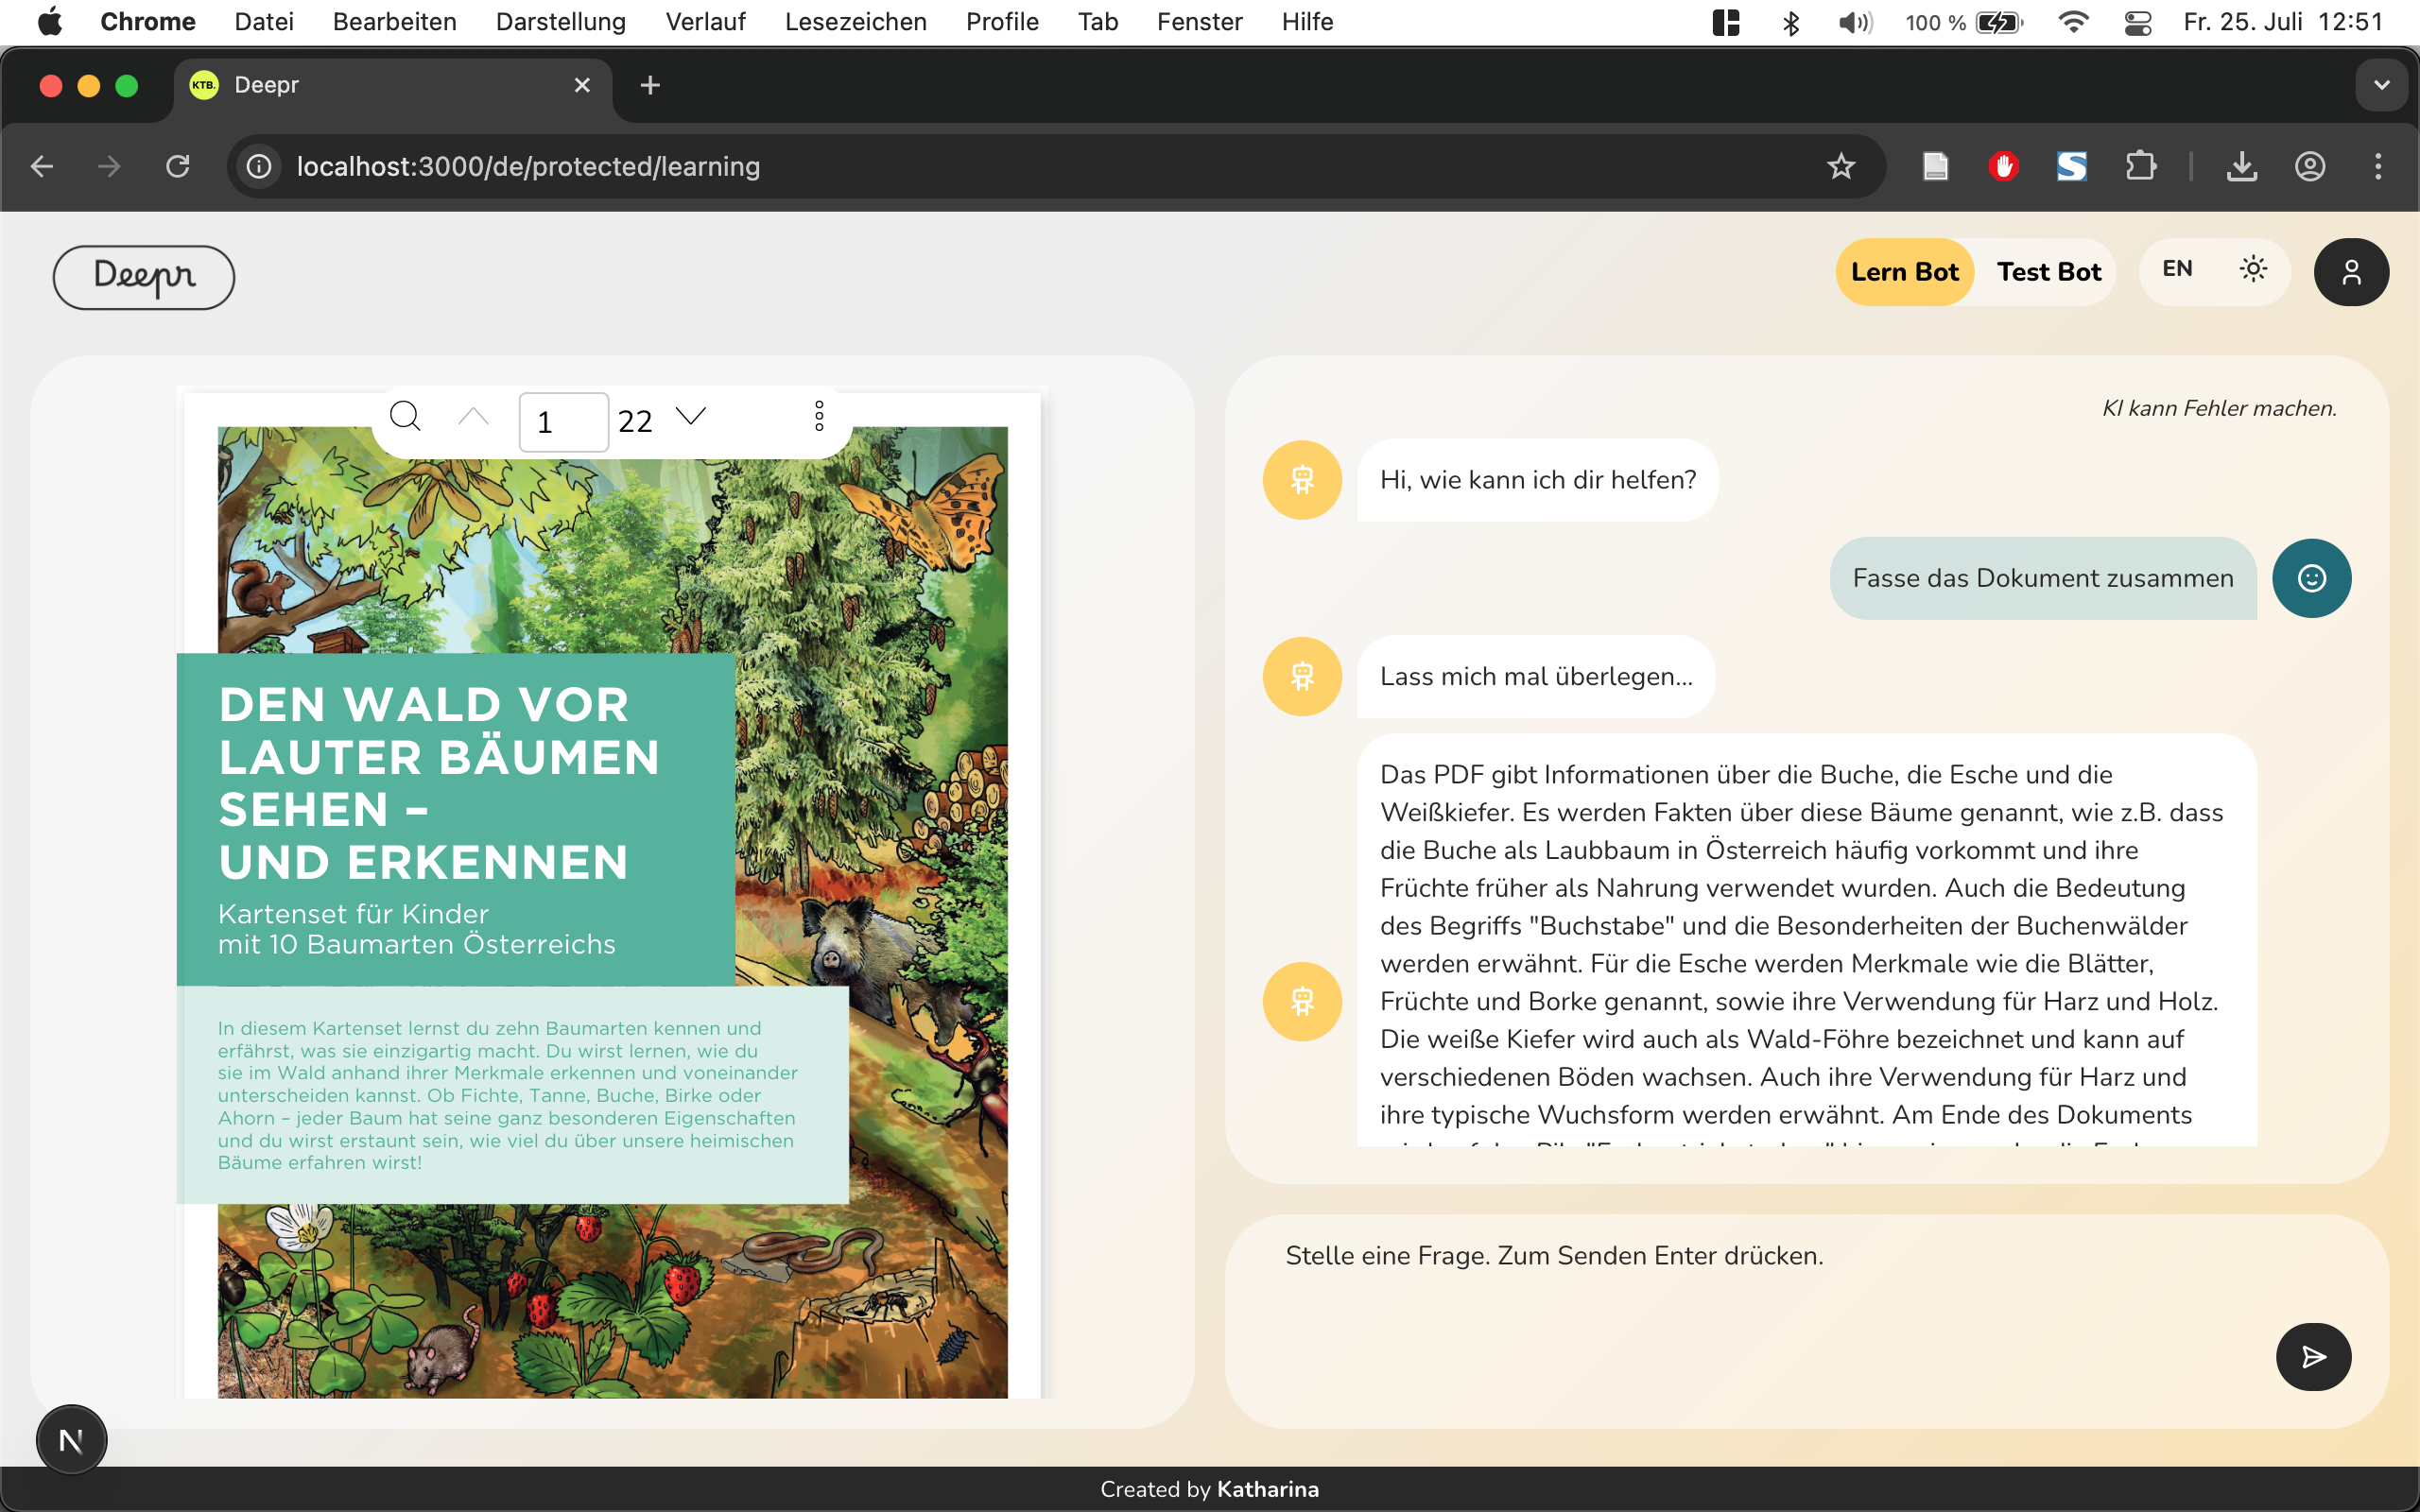 Chrome Datei Bearbeiten Darstellung Verlauf Lesezeichen Profile Tab Fenster Hilfe 100 % Fr. 25. Juli 12:51
KTB. Deepr
localhost:3000/de/protected/learning
Deepr
Lern Bot Test Bot EN
1 22
DEN WALD VOR
LAUTER BÄUMEN
SEHEN –
UND ERKENNEN
Kartenset für Kinder
mit 10 Baumarten Österreichs
In diesem Kartenset lernst du zehn Baumarten kennen und
erfährst, was sie einzigartig macht. Du wirst lernen, wie du
sie im Wald anhand ihrer Merkmale erkennen und voneinander
unterscheiden kannst. Ob Fichte, Tanne, Buche, Birke oder
Ahorn – jeder Baum hat seine ganz besonderen Eigenschaften
und du wirst erstaunt sein, wie viel du über unsere heimischen
Bäume erfahren wirst!
KI kann Fehler machen.
Hi, wie kann ich dir helfen?
Fasse das Dokument zusammen
Lass mich mal überlegen...
Das PDF gibt Informationen über die Buche, die Esche und die
Weißkiefer. Es werden Fakten über diese Bäume genannt, wie z.B. dass
die Buche als Laubbaum in Österreich häufig vorkommt und ihre
Früchte früher als Nahrung verwendet wurden. Auch die Bedeutung
des Begriffs "Buchstabe" und die Besonderheiten der Buchenwälder
werden erwähnt. Für die Esche werden Merkmale wie die Blätter,
Früchte und Borke genannt, sowie ihre Verwendung für Harz und Holz.
Die weiße Kiefer wird auch als Wald-Föhre bezeichnet und kann auf
verschiedenen Böden wachsen. Auch ihre Verwendung für Harz und
ihre typische Wuchsform werden erwähnt. Am Ende des Dokuments
Stelle eine Frage. Zum Senden Enter drücken.
N
Created by Katharina